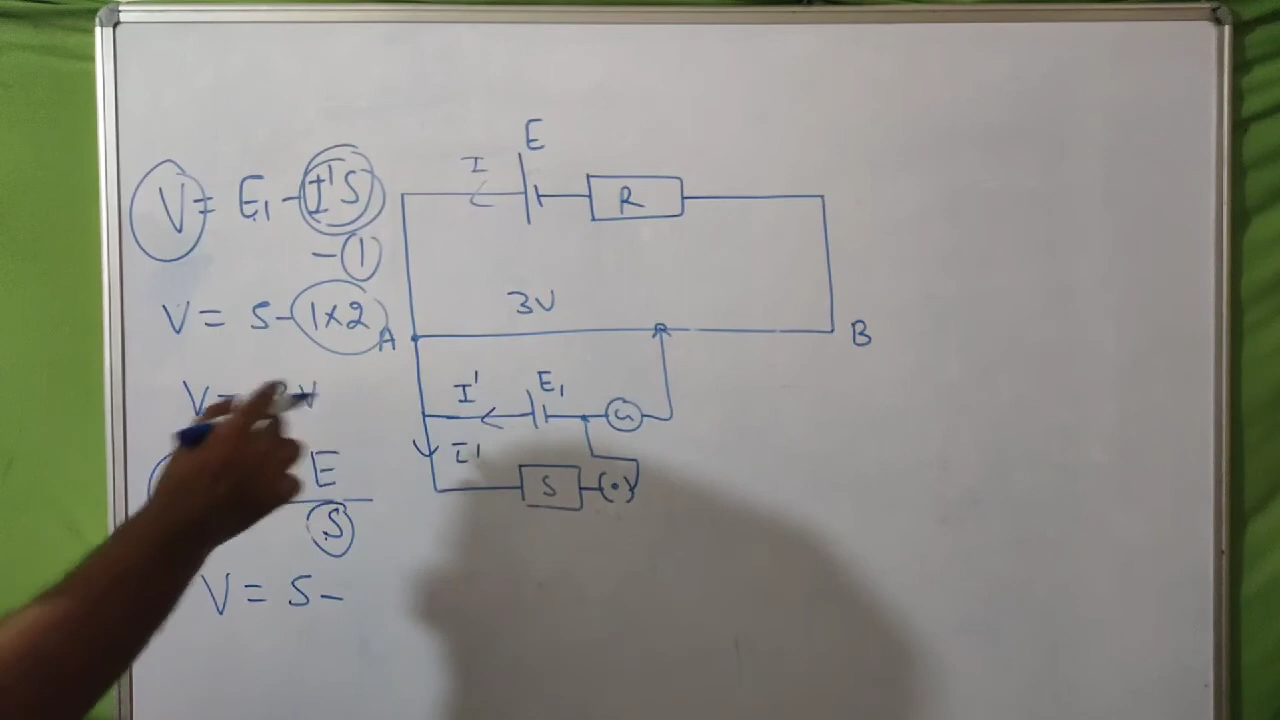 E
I
V = E₁ - I'S
R
- 1
3V
V = 5 - 1×2
A
B
V =
I'
E₁
G
I'
E
S
S
(·)
V = 5 -